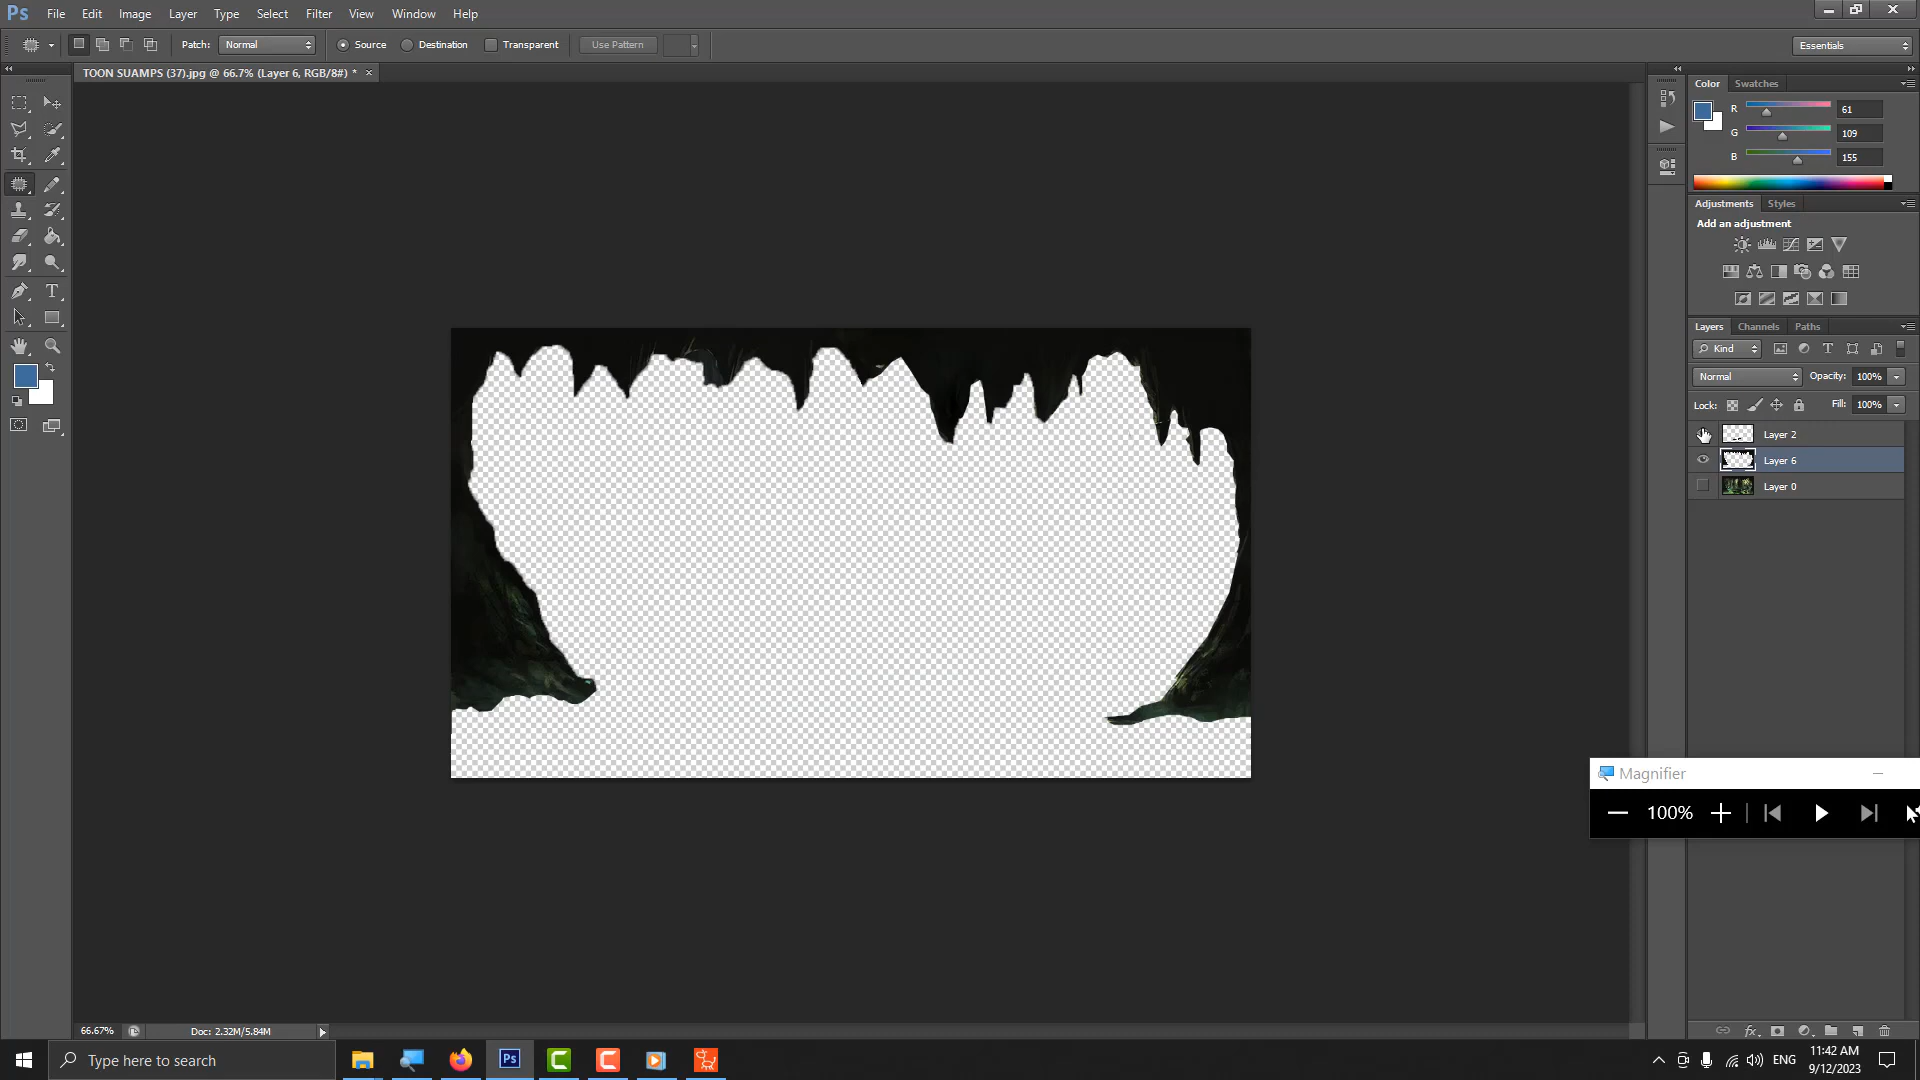 Ps File Edit Image Layer Type Select Filter View Window Help
Patch: Normal Source Destination Transparent Use Pattern Essentials
TOON SUAMPS (37).jpg @ 66.7% (Layer 6, RGB/8#) * ×
Color Swatches
R 61
G 109
B 155
Adjustments Styles
Add an adjustment
Layers Channels Paths
Kind
Normal Opacity: 100%
Lock: Fill: 100%
Layer 2
Layer 6
Layer 0
Magnifier
100%
66.67% Doc: 2.32M/5.84M
Type here to search
Ps
ENG
11:42 AM
9/12/2023